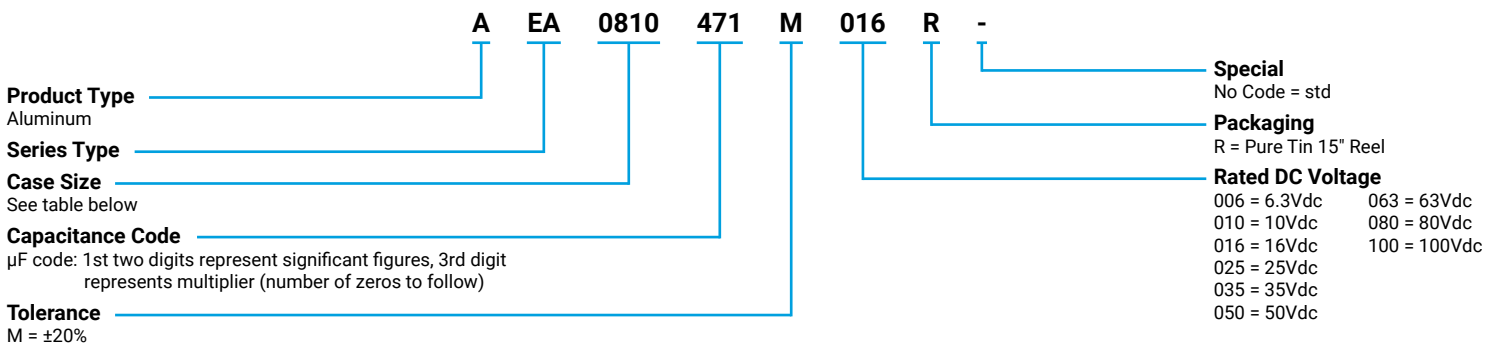 A EA 0810 471 M 016 R -
Product Type
Aluminum
Series Type
Case Size
See table below
Capacitance Code
µF code: 1st two digits represent significant figures, 3rd digit
represents multiplier (number of zeros to follow)
Tolerance
M = ±20%
Special
No Code = std
Packaging
R = Pure Tin 15" Reel
Rated DC Voltage
006 = 6.3Vdc 063 = 63Vdc
010 = 10Vdc 080 = 80Vdc
016 = 16Vdc 100 = 100Vdc
025 = 25Vdc
035 = 35Vdc
050 = 50Vdc